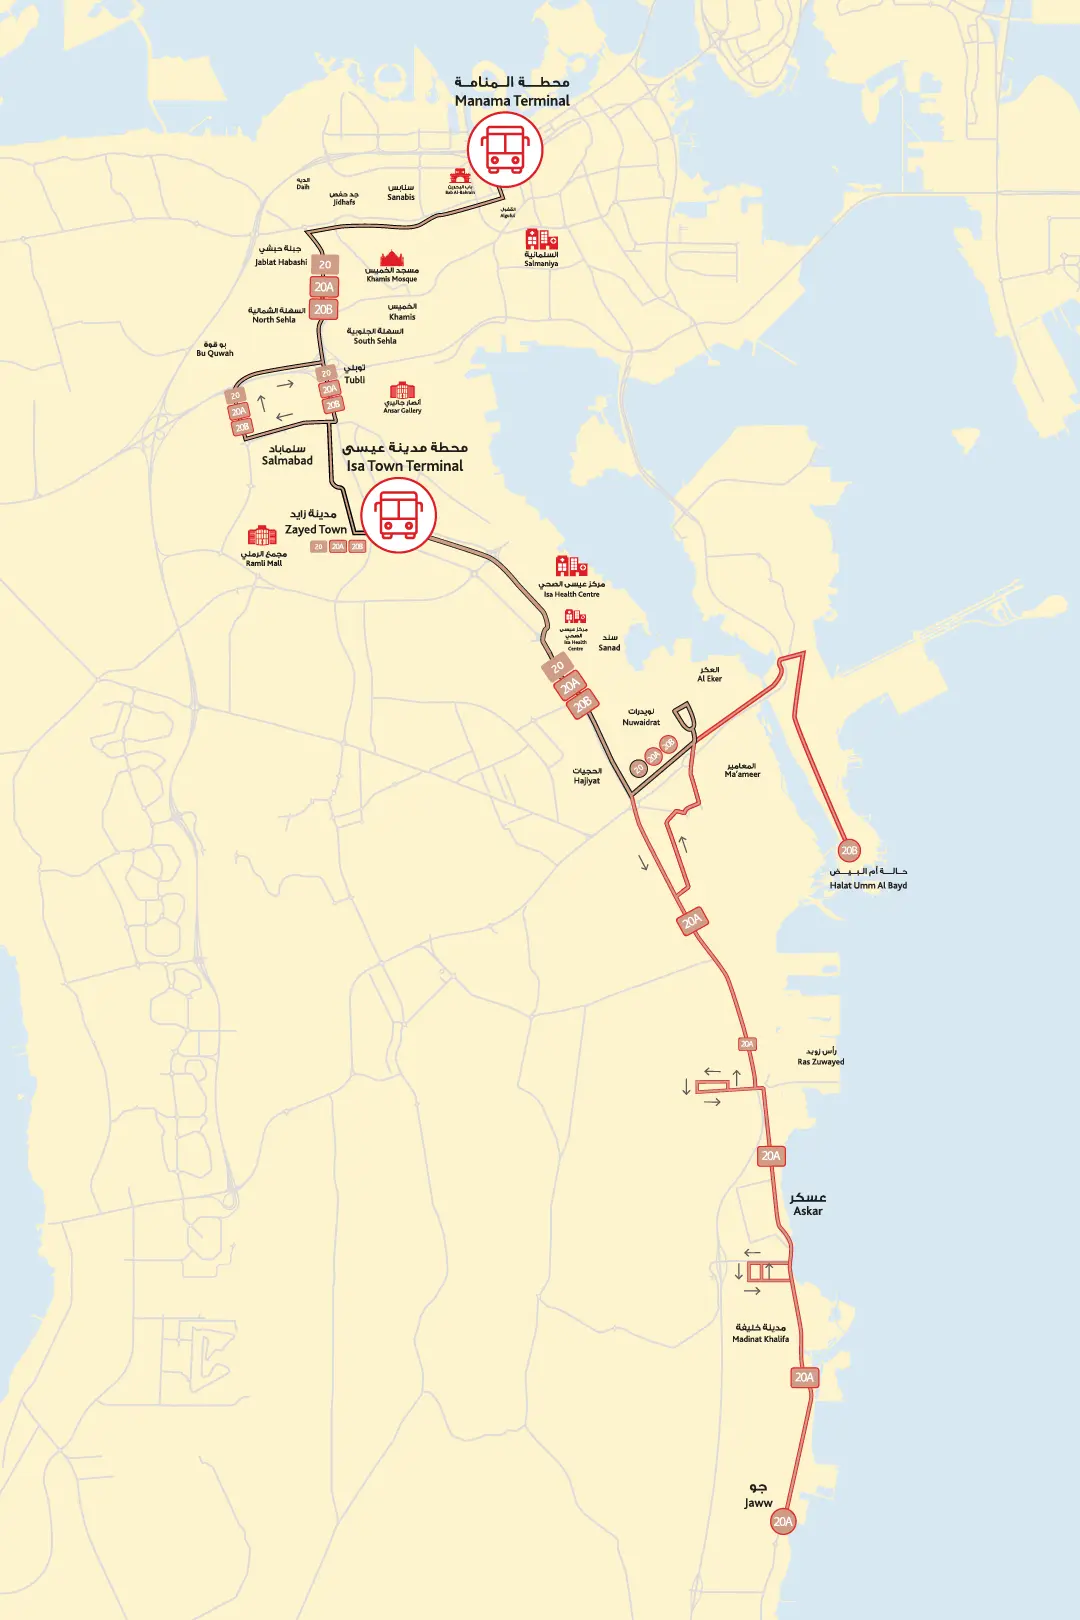 محطة المنامة
Manama Terminal
الديه
Daih
جد حفص
Jidhafs
سنابس
Sanabis
باب البحرين
Bab Al-Bahrain
القفول
Algufol
جبلة حبشي
Jablat Habashi
20
20A
20B
مسجد الخميس
Khamis Mosque
السلمانية
Salmaniya
السهلة الشمالية
North Sehla
الخميس
Khamis
السهلة الجنوبية
South Sehla
بو قوة
Bu Quwah
توبلي
Tubli
20
20A
20B
20
20A
20B
أنصار جاليري
Ansar Gallery
سلماباد
Salmabad
محطة مدينة عيسى
Isa Town Terminal
مدينة زايد
Zayed Town
20
20A
20B
مجمع الرملي
Ramli Mall
مركز عيسى الصحي
Isa Health Centre
مركز عيسى
الصحي
Isa Health
Centre
سند
Sanad
20
20A
20B
العكر
Al Eker
نويدرات
Nuwaidrat
20
20A
20B
الحجيات
Hajiyat
المعامير
Ma'ameer
20B
حالة أم البيض
Halat Umm Al Bayd
20A
20A
رأس زويد
Ras Zuwayed
20A
عسكر
Askar
مدينة خليفة
Madinat Khalifa
20A
جو
Jaww
20A